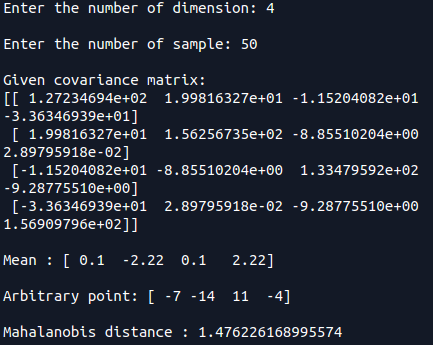 Enter the number of dimension: 4
Enter the number of sample: 50
Given covariance matrix:
[[ 1.27234694e+02  1.99816327e+01 -1.15204082e+01
-3.36346939e+01]
 [ 1.99816327e+01  1.56256735e+02 -8.85510204e+00
2.89795918e-02]
 [-1.15204082e+01 -8.85510204e+00  1.33479592e+02
-9.28775510e+00]
 [-3.36346939e+01  2.89795918e-02 -9.28775510e+00
1.56909796e+02]]
Mean : [ 0.1  -2.22  0.1   2.22]
Arbitrary point: [ -7 -14  11  -4]
Mahalanobis distance : 1.476226168995574